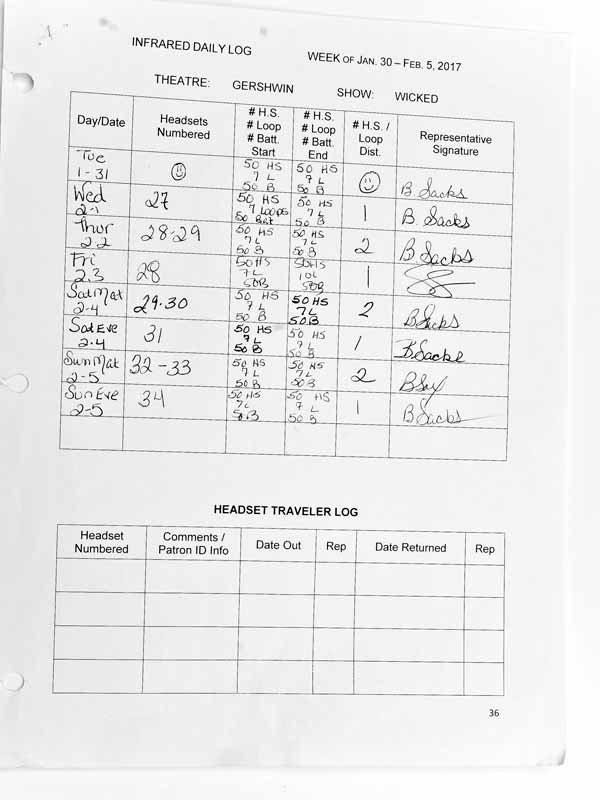 INFRARED DAILY LOG
WEEK OF JAN. 30 – FEB. 5, 2017
THEATRE: GERSHWIN SHOW: WICKED
Day/Date
Headsets
Numbered
# H.S.
# Loop
# Batt.
Start
# H.S.
# Loop
# Batt.
End
# H.S. /
Loop
Dist.
Representative
Signature
Tue
1-31
50 HS
7 L
50 B
50 HS
7 L
50 B
B Sacks
Wed
2-1
27
50 HS
7 Loops
50 Bat
50 HS
7 L
50 B
1
B. Sacks
Thur
2-2
28-29
50 HS
7 L
50 B
50 HS
7 L
50 B
2
B Sacks
Fri
2.3
28
50 HS
7 L
50B
50HS
10L
50B
1
Sat Mat
2-4
29-30
50 HS
7 L
50 B
50 HS
7 L
50.B
2
B Sacks
Sat Eve
2-4
31
50 HS
7 L
50 B
50 HS
7 L
50 B
1
B Sacks
Sun Mat
2-5
32-33
50 HS
7 L
50 B
50 HS
7 L
50 B
2
Sun Eve
2-5
34
50 HS
7 L
50 B
50 HS
7 L
50 B
1
B Sacks
HEADSET TRAVELER LOG
Headset
Numbered
Comments /
Patron ID Info
Date Out
Rep
Date Returned
Rep
36